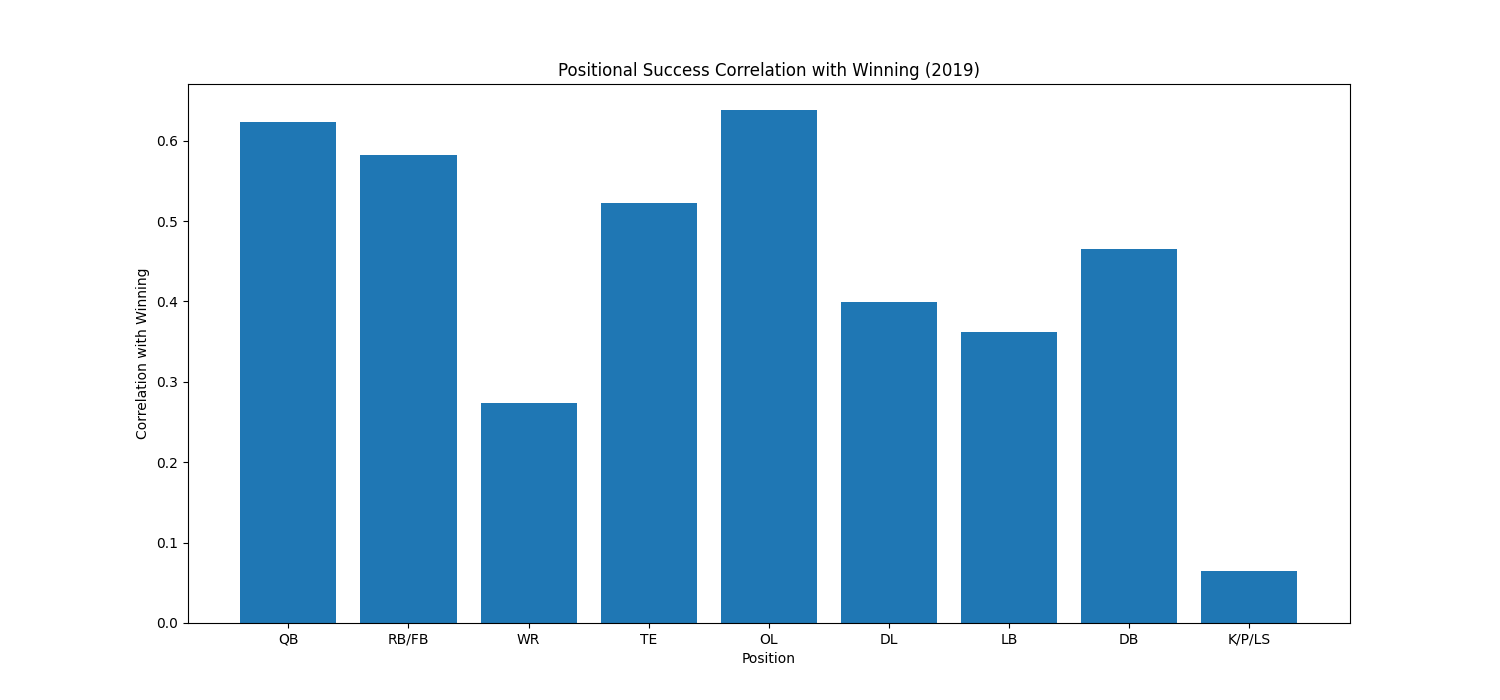 Positional Success Correlation with Winning (2019)
Correlation with Winning
0.6
0.5
0.4
0.3
0.2
0.1
0.0
QB RB/FB WR TE OL DL LB DB K/P/LS
Position